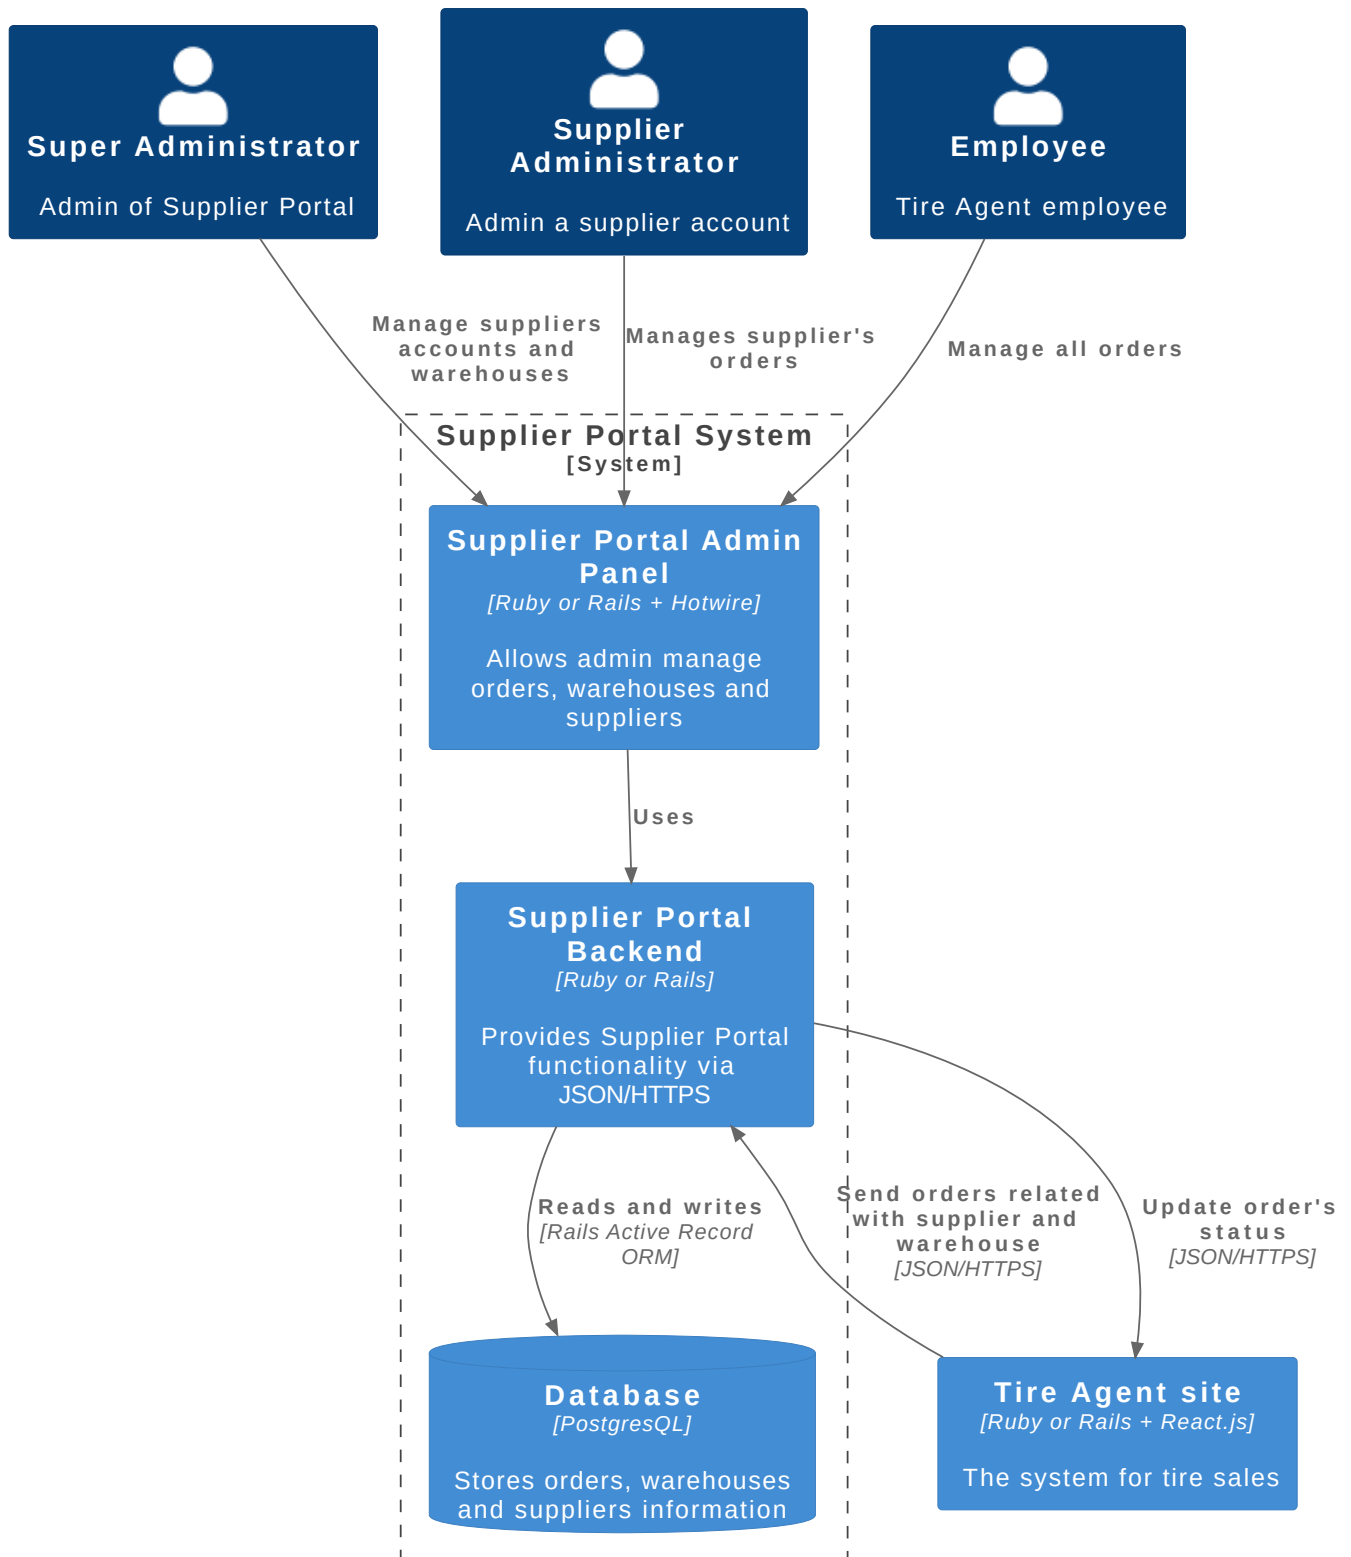 Super Administrator
Admin of Supplier Portal
Supplier
Administrator
Admin a supplier account
Employee
Tire Agent employee
Manage suppliers
accounts and
warehouses
Manages supplier's
orders
Manage all orders
Supplier Portal System
[System]
Supplier Portal Admin
Panel
[Ruby or Rails + Hotwire]
Allows admin manage
orders, warehouses and
suppliers
Uses
Supplier Portal
Backend
[Ruby or Rails]
Provides Supplier Portal
functionality via
JSON/HTTPS
Reads and writes
[Rails Active Record
ORM]
Send orders related
with supplier and
warehouse
[JSON/HTTPS]
Update order's
status
[JSON/HTTPS]
Database
[PostgresQL]
Stores orders, warehouses
and suppliers information
Tire Agent site
[Ruby or Rails + React.js]
The system for tire sales